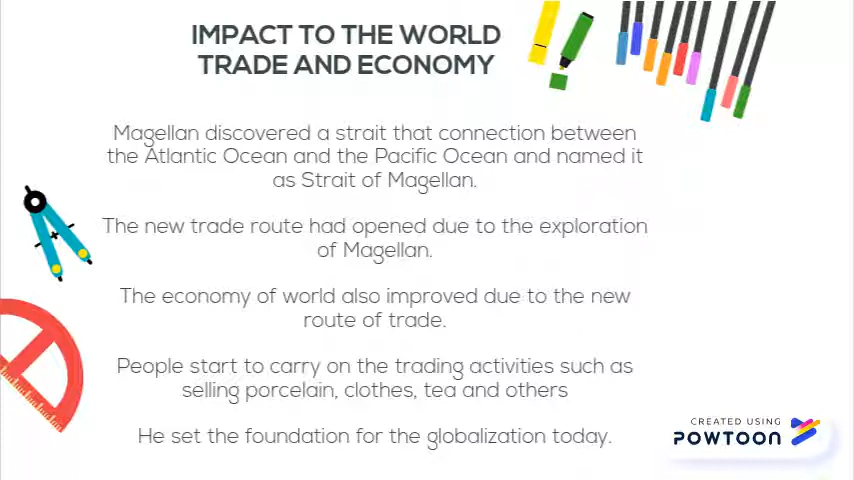 IMPACT TO THE WORLD
TRADE AND ECONOMY
Magellan discovered a strait that connection between
the Atlantic Ocean and the Pacific Ocean and named it
as Strait of Magellan.
The new trade route had opened due to the exploration
of Magellan.
The economy of world also improved due to the new
route of trade.
People start to carry on the trading activities such as
selling porcelain, clothes, tea and others
He set the foundation for the globalization today.
CREATED USING
POWTOON